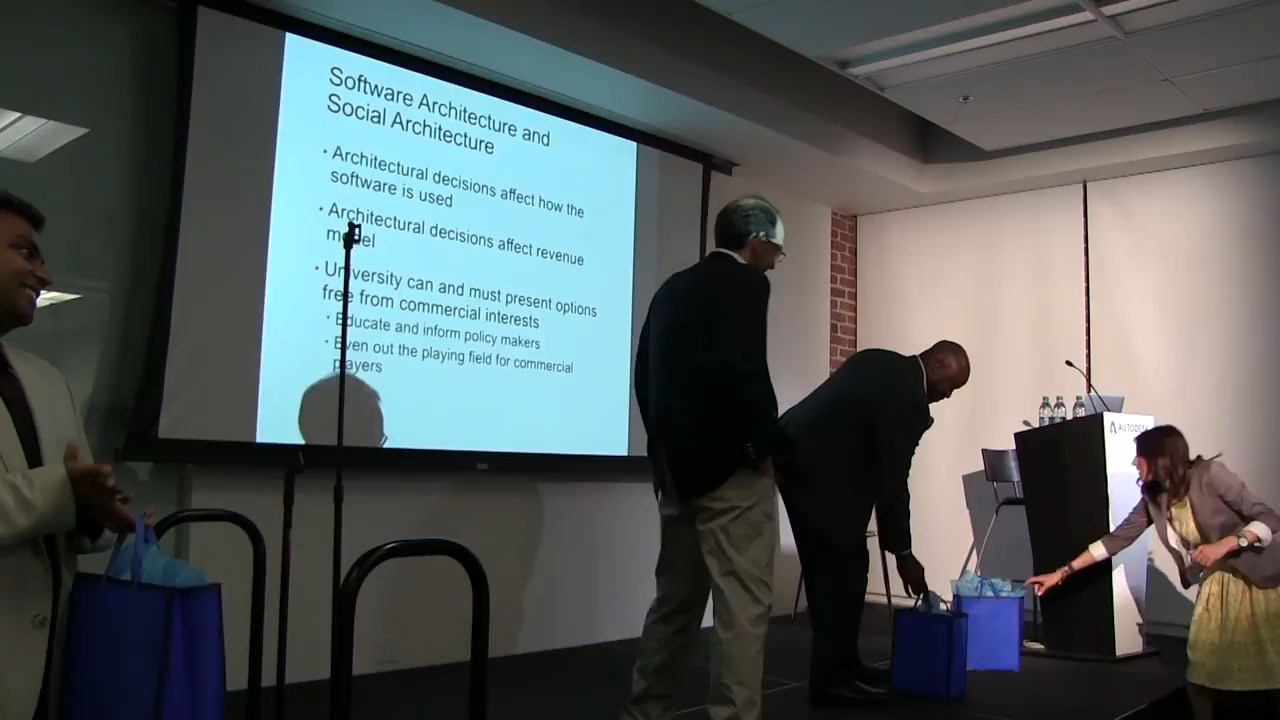 Software Architecture and
Social Architecture
• Architectural decisions affect how the
software is used
• Architectural decisions affect revenue
model
• University can and must present options
free from commercial interests
• Educate and inform policy makers
• Even out the playing field for commercial
players
AUTODESK